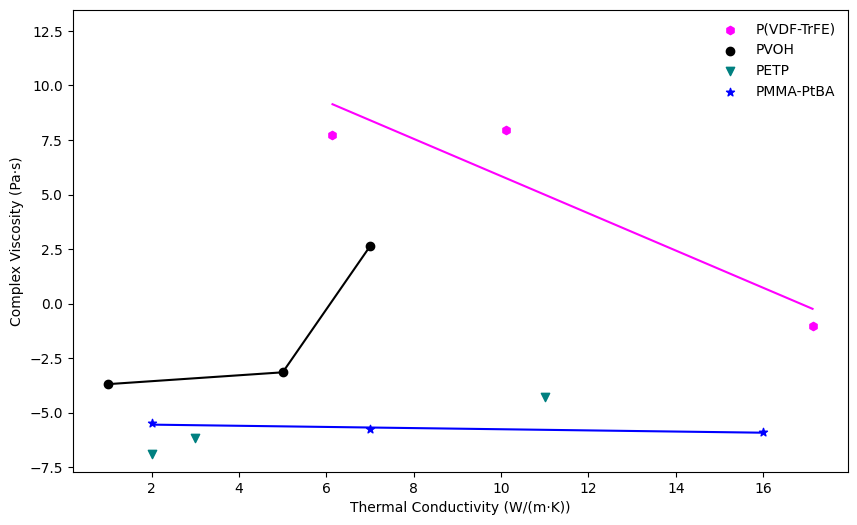 12.5
10.0
7.5
5.0
2.5
0.0
−2.5
−5.0
−7.5
Complex Viscosity (Pa·s)
P(VDF-TrFE)
PVOH
PETP
PMMA-PtBA
2 4 6 8 10 12 14 16
Thermal Conductivity (W/(m·K))